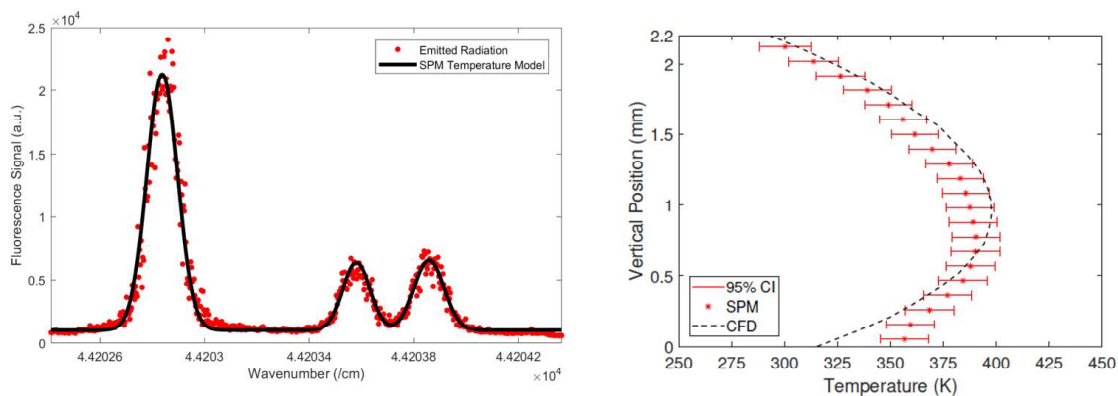 ×10⁴
2.5
2
1.5
1
0.5
0
Fluorescence Signal (a.u.)
Emitted Radiation
SPM Temperature Model
4.42026 4.4203 4.42034 4.42038 4.42042
Wavenumber (/cm)
×10⁴
2.2
2
1.5
1
0.5
0
Vertical Position (mm)
95% CI
SPM
CFD
250 275 300 325 350 375 400 425 450
Temperature (K)